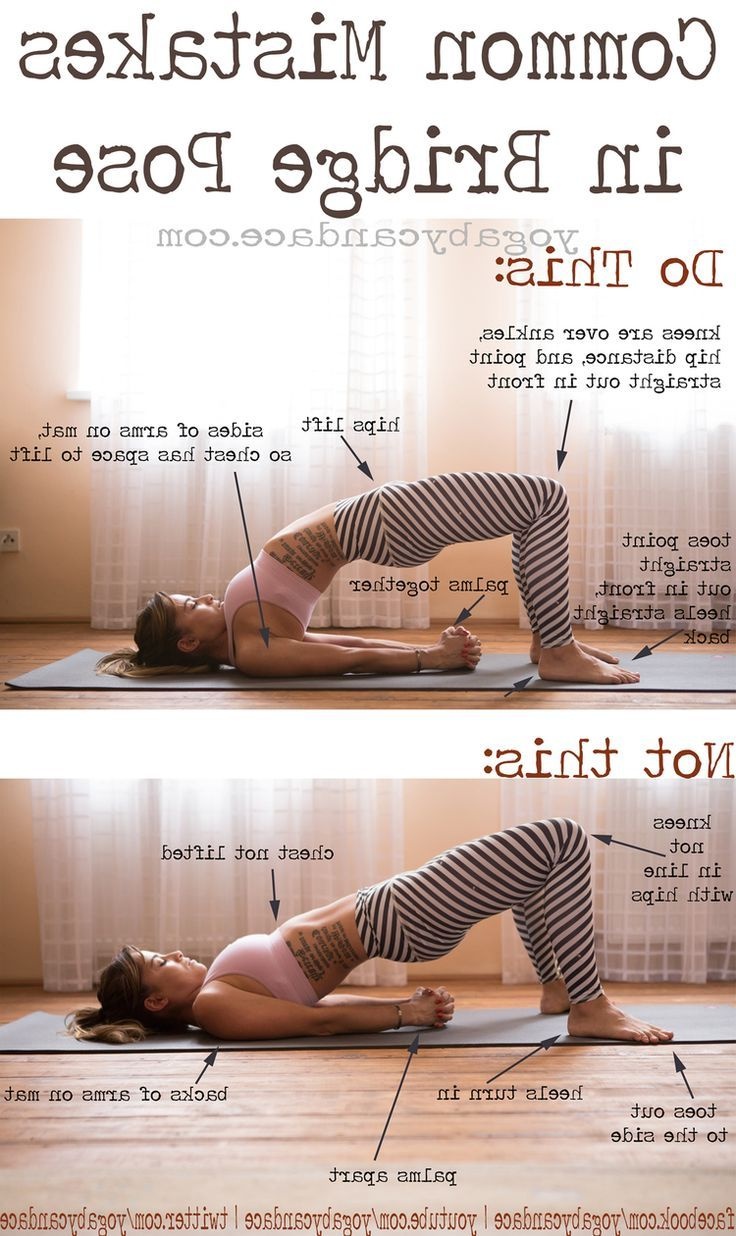 Common Mistakes
in Bridge Pose
yogabycandace.com
Do This:
knees are over ankles,
hip distance, and point
straight out in front
hips lift
sides of arms on mat,
so chest has space to lift
toes point
straight
out in front,
heels straight
back
palms together
Not this:
knees
not
in line
with hips
chest not lifted
backs of arms on mat
heels turn in
toes out
to the side
palms apart
facebook.com/yogabycandace | youtube.com/yogabycandace | twitter.com/yogabycandace